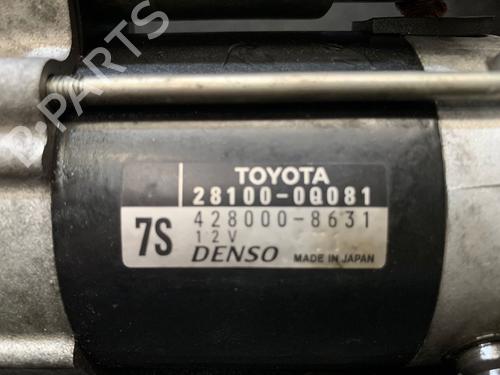 B-PARTS
TOYOTA
28100-0Q081
7S
428000-8631
12V
DENSO
MADE IN JAPAN